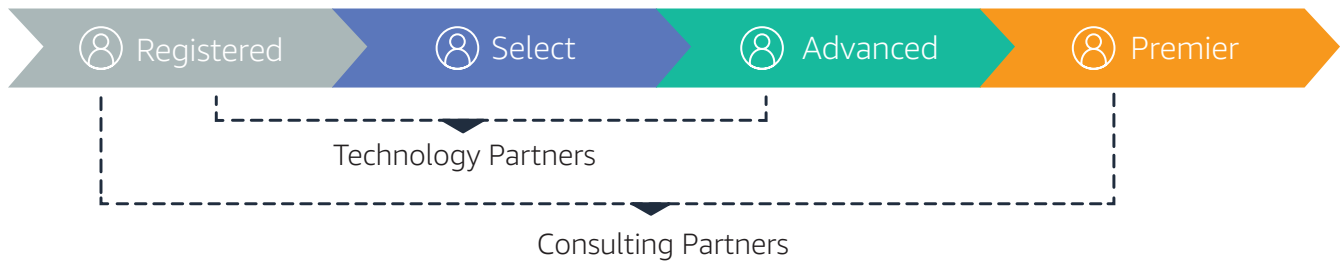 Registered Select Advanced Premier
Technology Partners
Consulting Partners